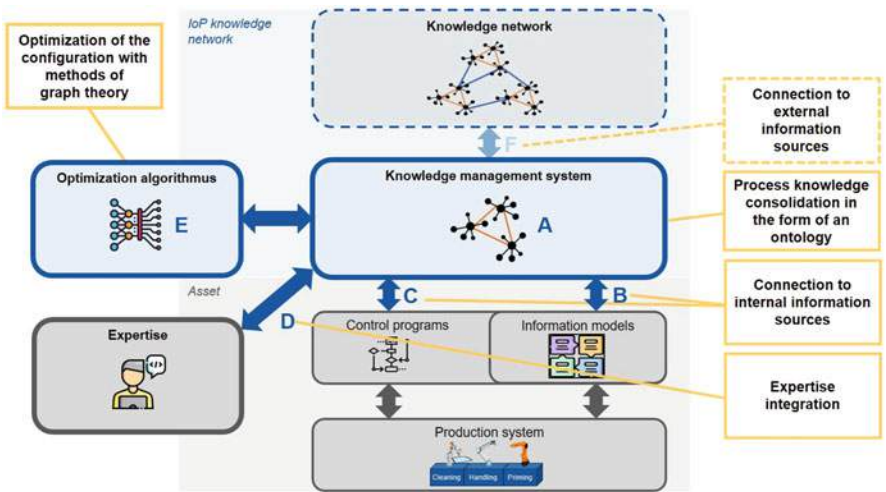 IoP knowledge
network
Knowledge network
Optimization of the
configuration with
methods of
graph theory
F
Connection to
external
information
sources
Optimization algorithmus
E
Knowledge management system
A
Process knowledge
consolidation in
the form of an
ontology
Asset
C
B
Connection to
internal information
sources
D
Expertise
</>
Control programs
Information models
Expertise
integration
Production system
Cleaning
Handling
Priming